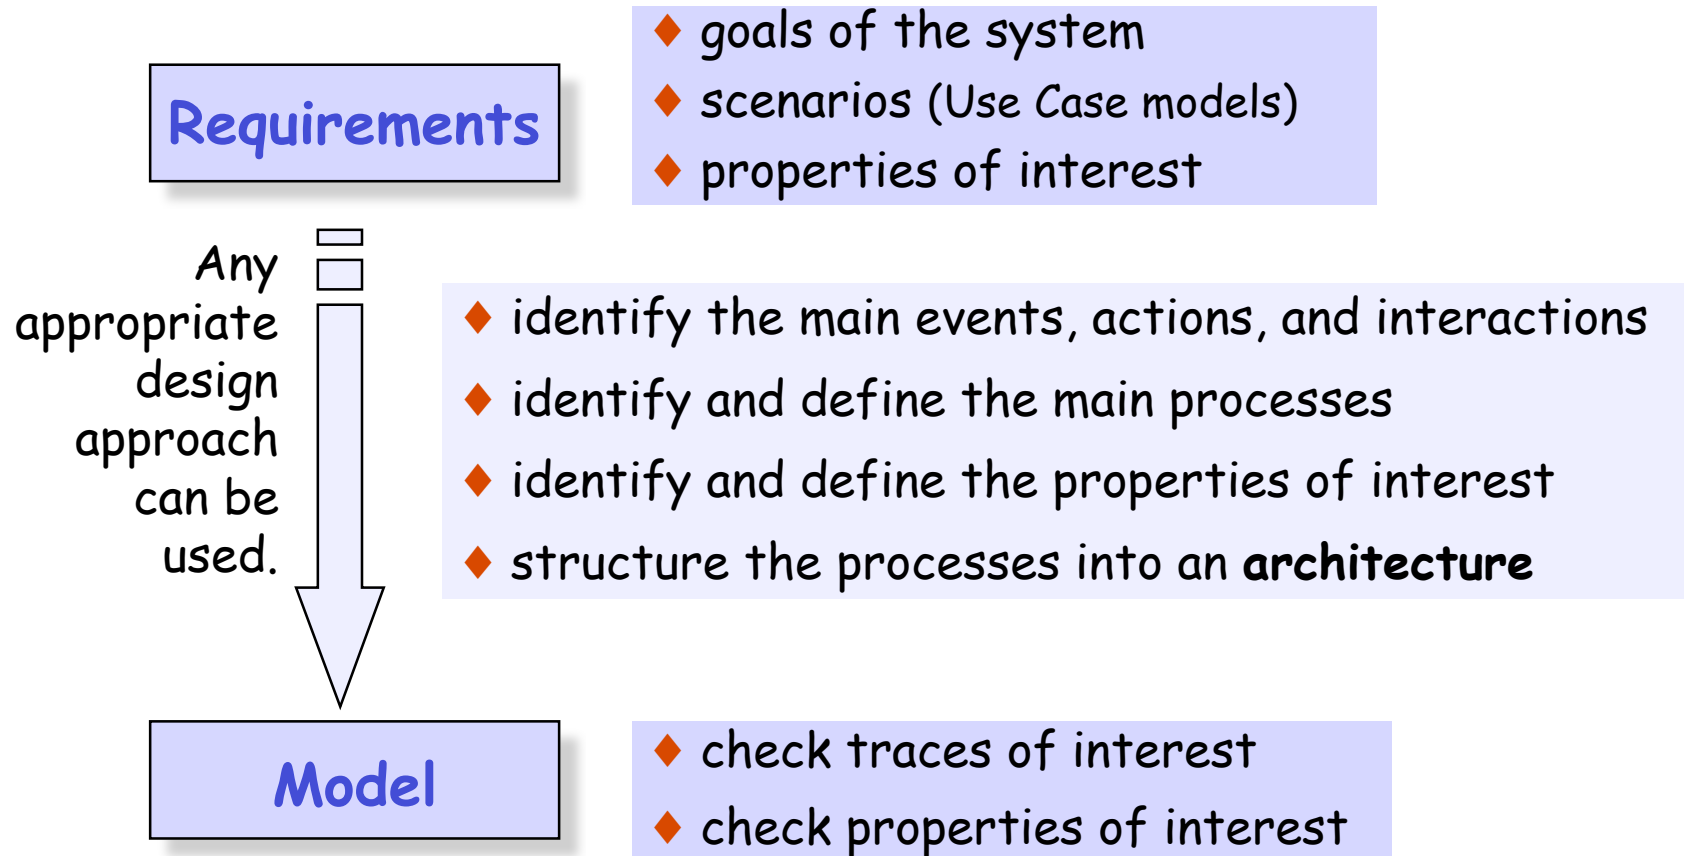 Requirements
♦ goals of the system
♦ scenarios (Use Case models)
♦ properties of interest
Any
appropriate
design
approach
can be
used.
♦ identify the main events, actions, and interactions
♦ identify and define the main processes
♦ identify and define the properties of interest
♦ structure the processes into an architecture
Model
♦ check traces of interest
♦ check properties of interest